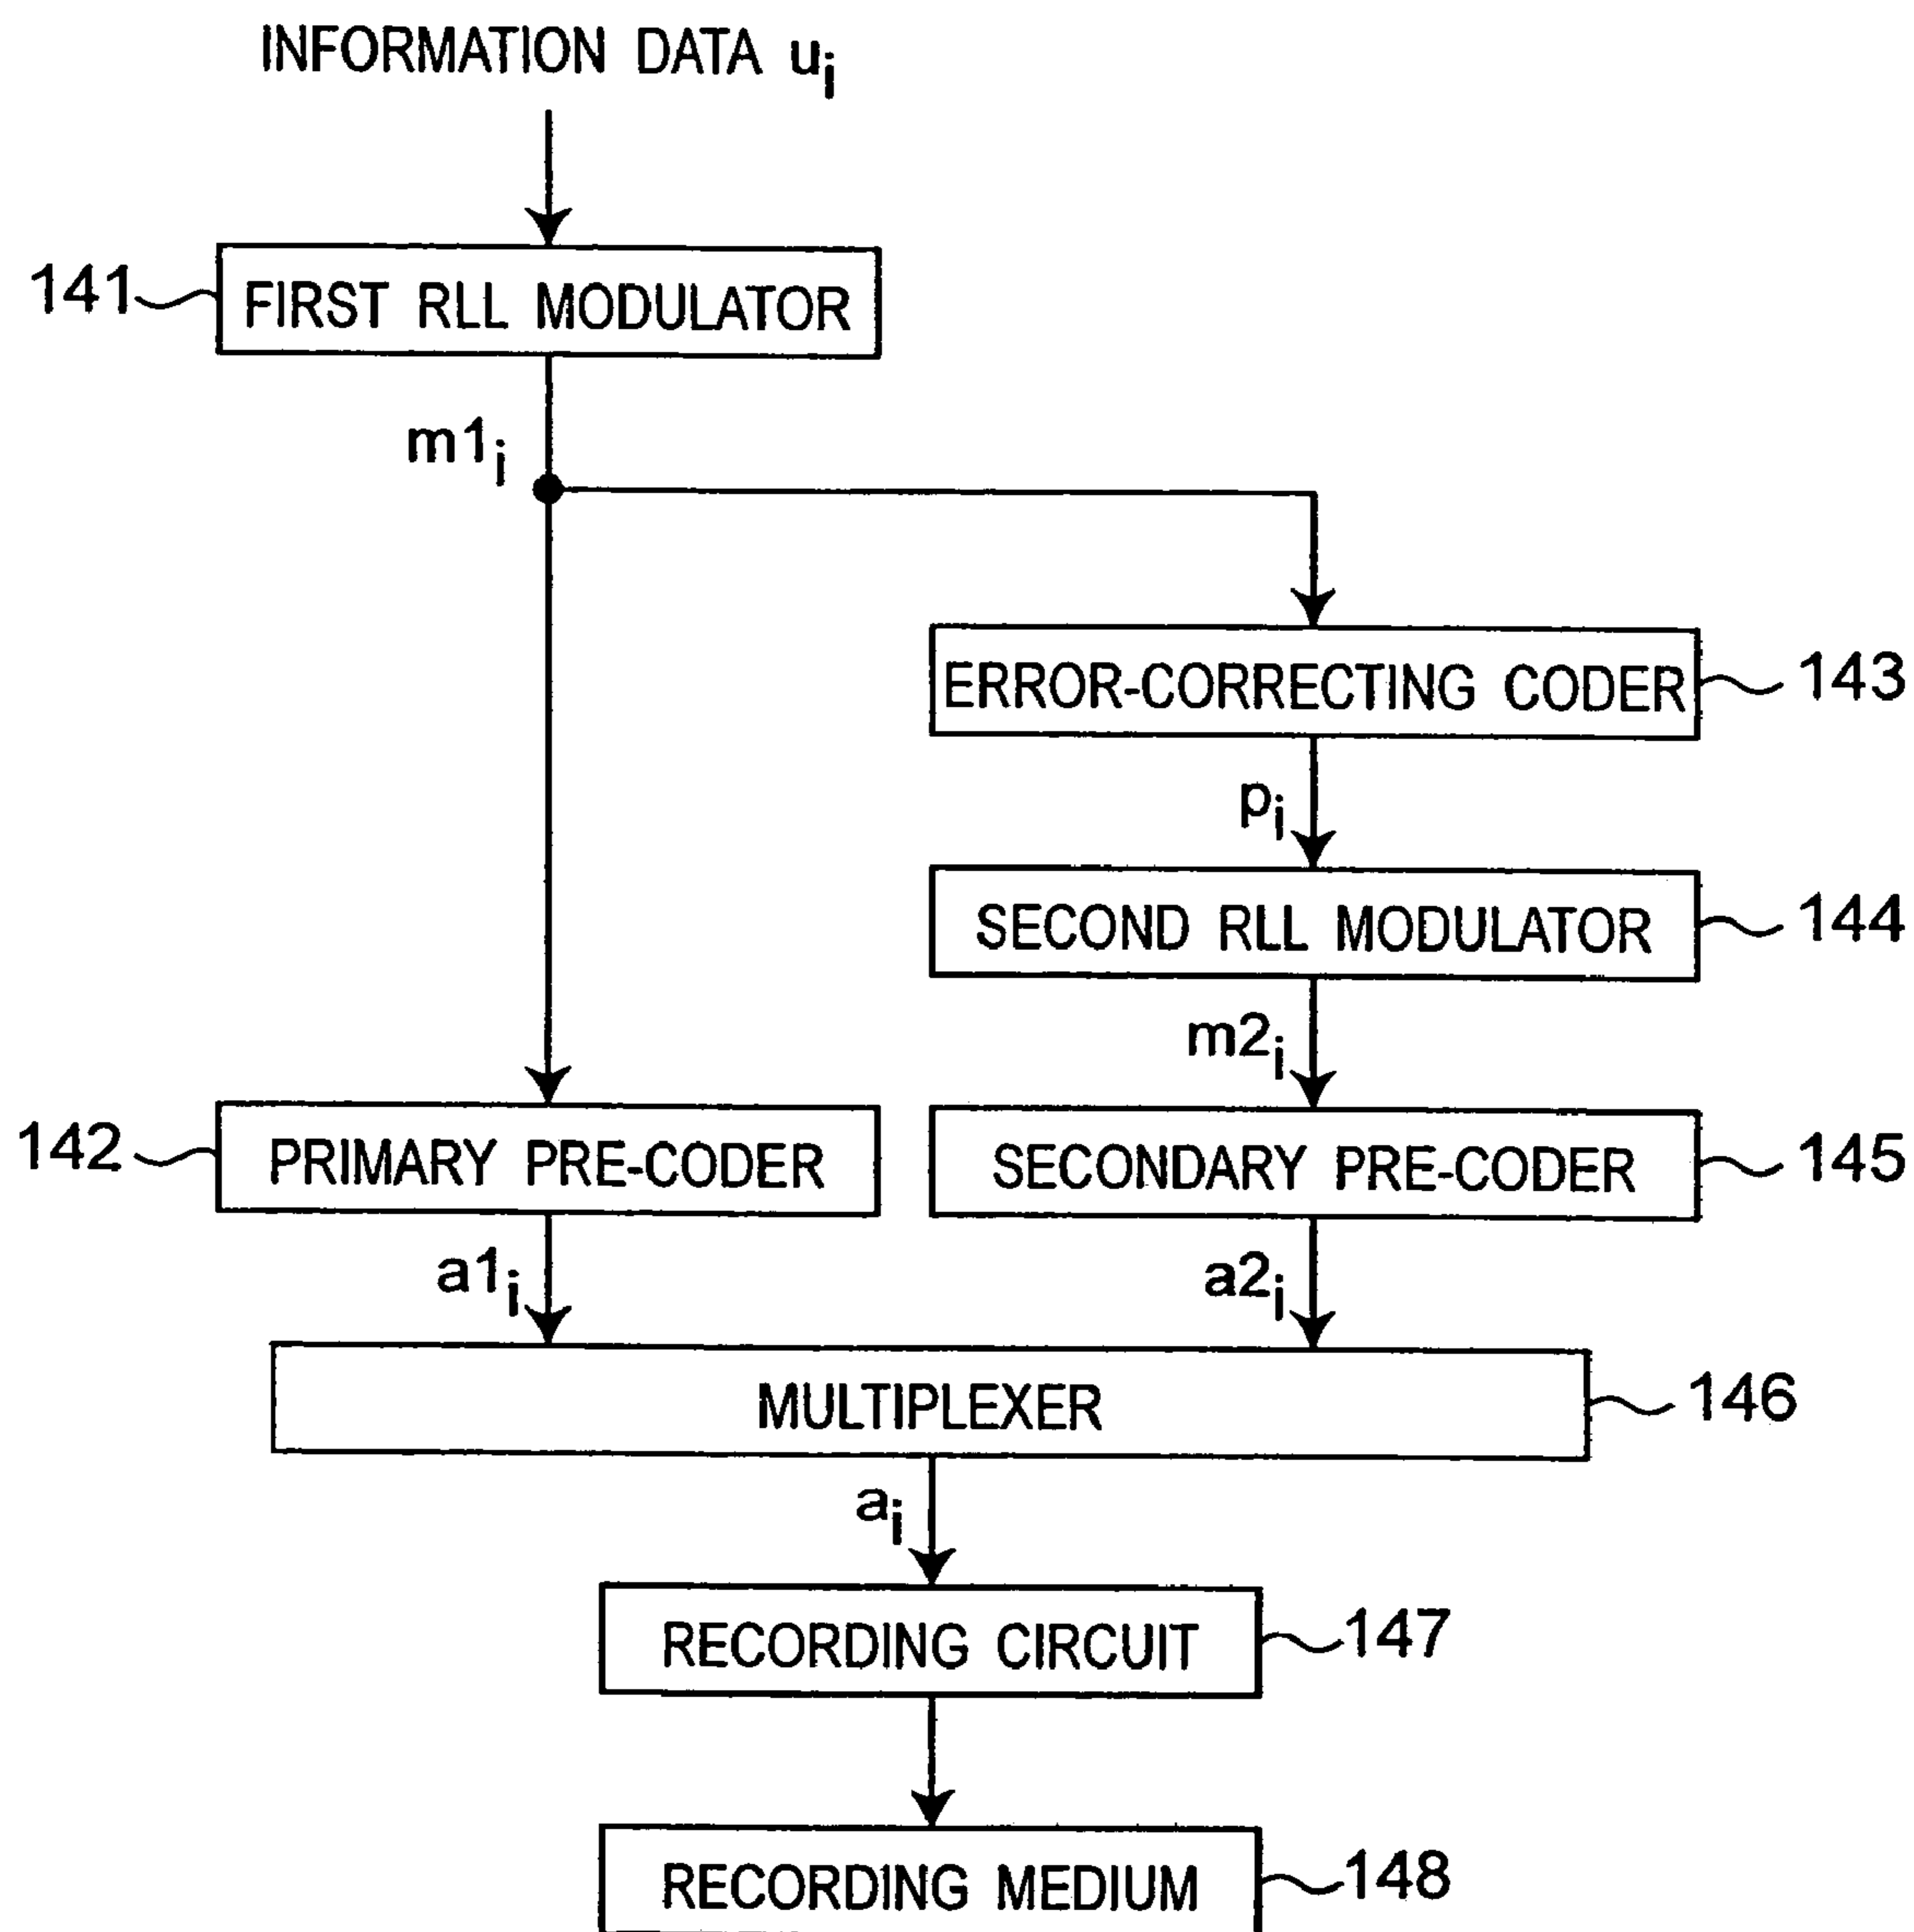 INFORMATION DATA ui
141
FIRST RLL MODULATOR
m1i
ERROR-CORRECTING CODER
143
pi
SECOND RLL MODULATOR
144
m2i
142
PRIMARY PRE-CODER
SECONDARY PRE-CODER
145
a1i
a2i
MULTIPLEXER
146
ai
RECORDING CIRCUIT
147
RECORDING MEDIUM
148